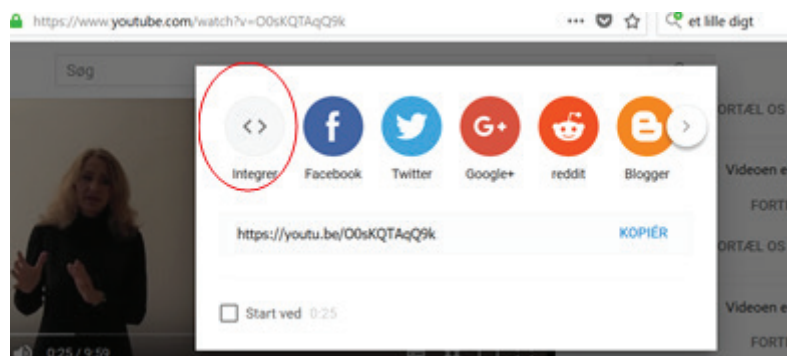 https://www.youtube.com/watch?v=O0sKQTAqQ9k
et lille digt
Søg
ORTÆL OS
Integrer Facebook Twitter Google+ reddit Blogger
Videoen e
FORT
https://youtu.be/O0sKQTAqQ9k KOPIÉR
ORTÆL OS
Start ved 0:25
Videoen e
FORT
0:25 / 9:59